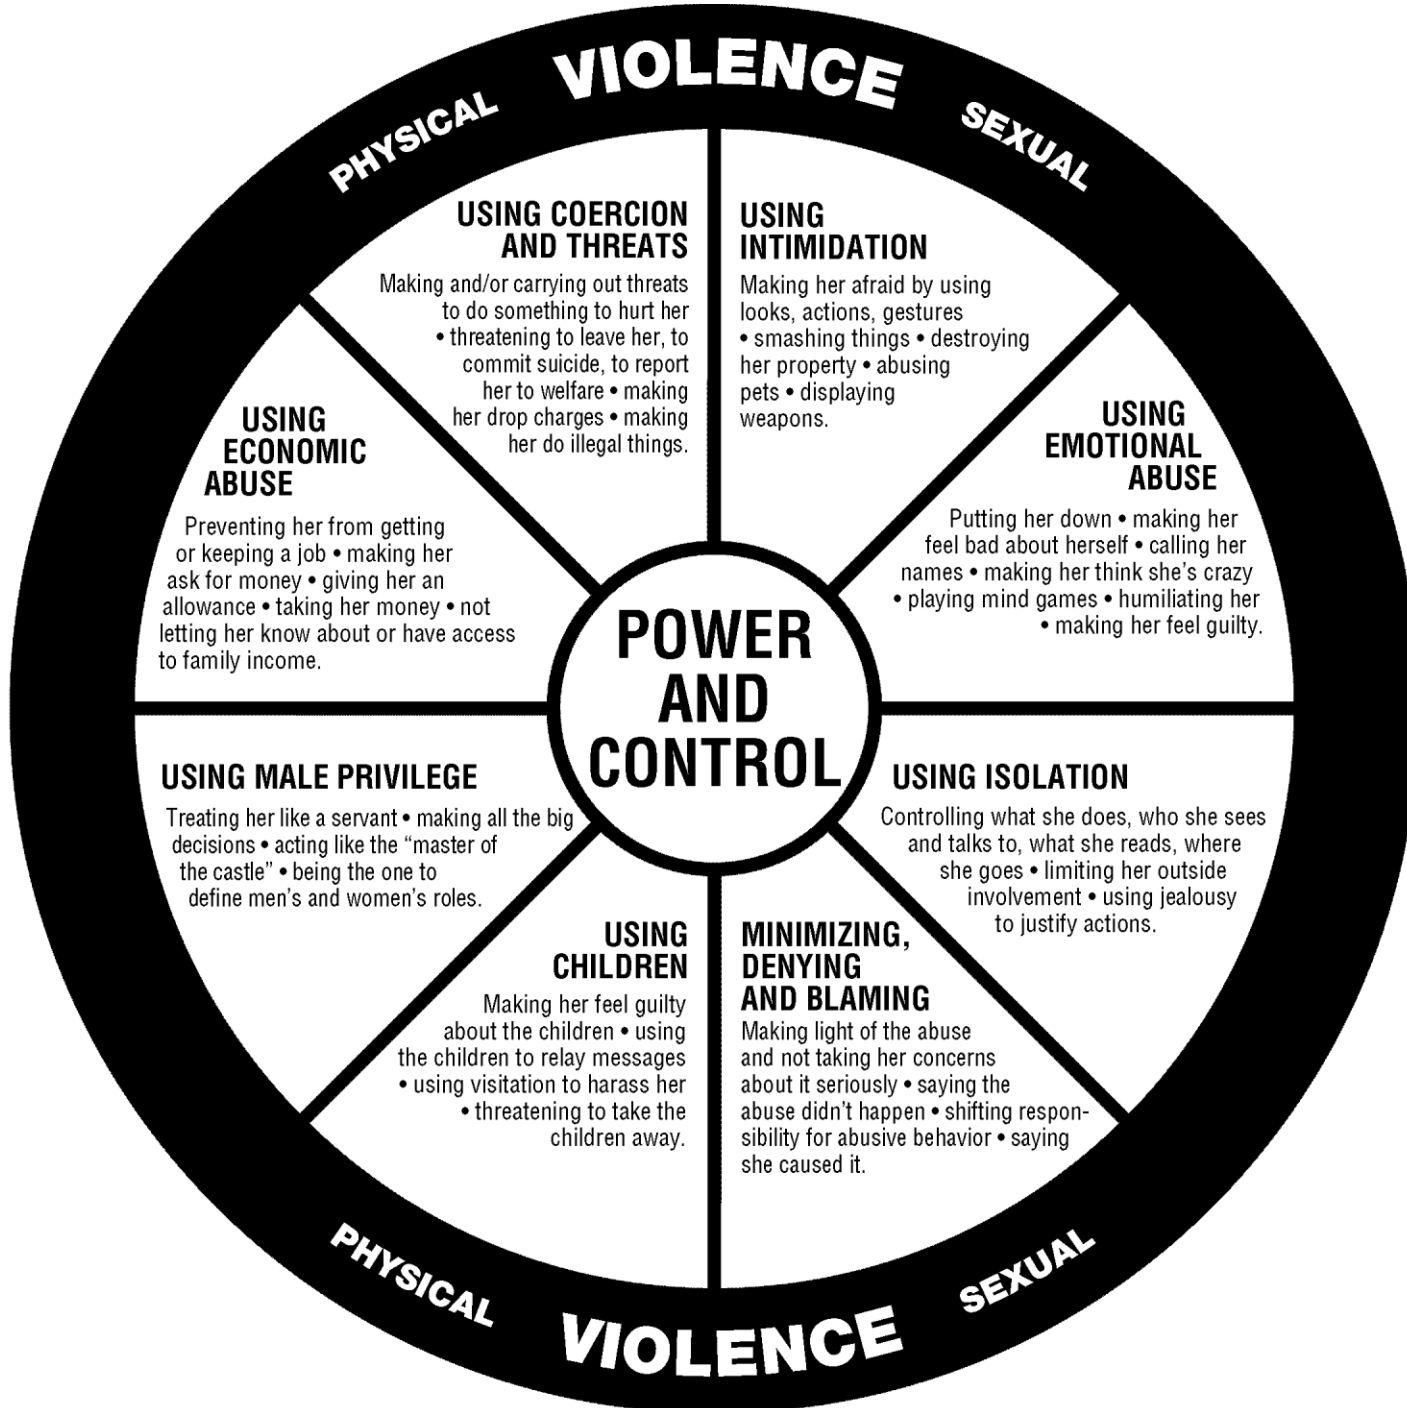 PHYSICAL VIOLENCE SEXUAL
USING COERCION
AND THREATS
Making and/or carrying out threats
to do something to hurt her
• threatening to leave her, to
commit suicide, to report
her to welfare • making
her drop charges • making
her do illegal things.
USING
INTIMIDATION
Making her afraid by using
looks, actions, gestures
• smashing things • destroying
her property • abusing
pets • displaying
weapons.
USING
EMOTIONAL
ABUSE
Putting her down • making her
feel bad about herself • calling her
names • making her think she's crazy
• playing mind games • humiliating her
• making her feel guilty.
USING ISOLATION
Controlling what she does, who she sees
and talks to, what she reads, where
she goes • limiting her outside
involvement • using jealousy
to justify actions.
MINIMIZING,
DENYING
AND BLAMING
Making light of the abuse
and not taking her concerns
about it seriously • saying the
abuse didn't happen • shifting respon-
sibility for abusive behavior • saying
she caused it.
USING
CHILDREN
Making her feel guilty
about the children • using
the children to relay messages
• using visitation to harass her
• threatening to take the
children away.
USING MALE PRIVILEGE
Treating her like a servant • making all the big
decisions • acting like the “master of
the castle” • being the one to
define men's and women's roles.
USING
ECONOMIC
ABUSE
Preventing her from getting
or keeping a job • making her
ask for money • giving her an
allowance • taking her money • not
letting her know about or have access
to family income.
POWER
AND
CONTROL
PHYSICAL VIOLENCE SEXUAL